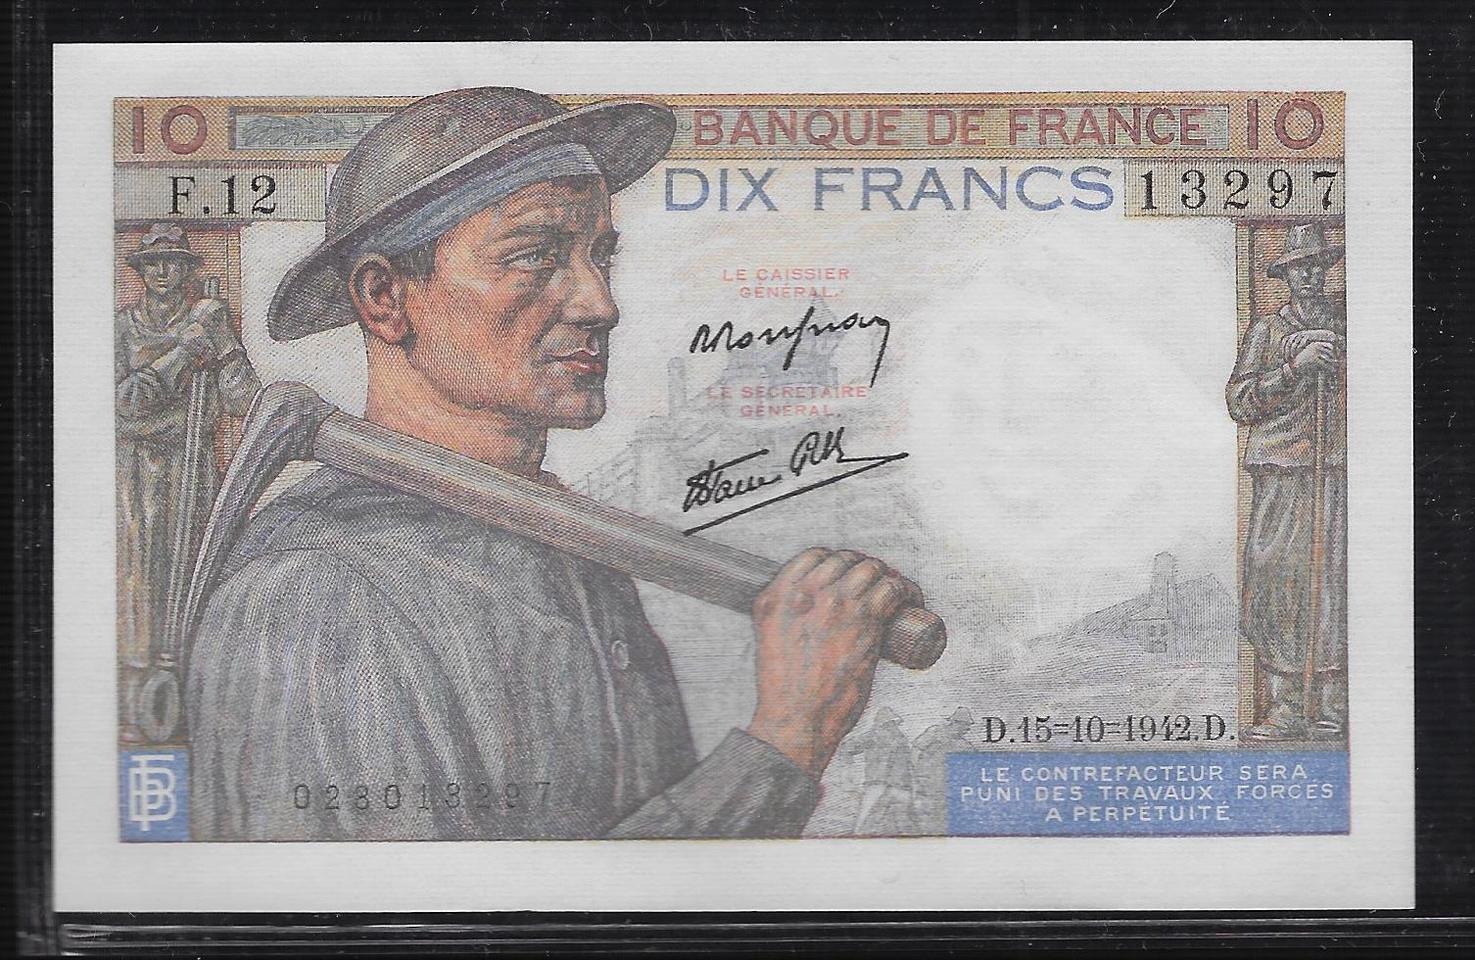 10 BANQUE DE FRANCE 10
F.12 DIX FRANCS 13297
LE CAISSIER
GÉNÉRAL.
LE SECRÉTAIRE
GÉNÉRAL.
D.15=10=1942.D.
LE CONTREFACTEUR SERA
PUNI DES TRAVAUX FORCÉS
A PERPÉTUITÉ
023013297